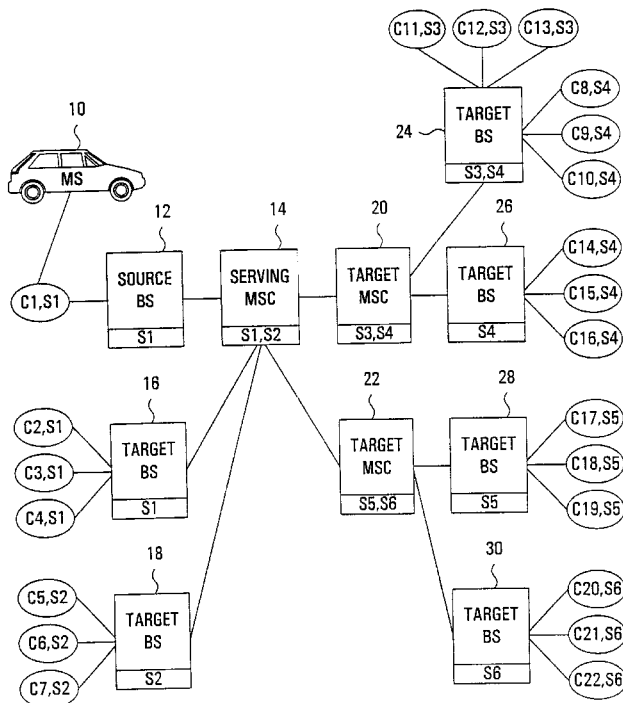 C11,S3 C12,S3 C13,S3
10
MS
24
TARGET
BS
S3,S4
C8,S4
C9,S4
C10,S4
12
14
20
26
C1,S1
SOURCE
BS
S1
SERVING
MSC
S1,S2
TARGET
MSC
S3,S4
TARGET
BS
S4
C14,S4
C15,S4
C16,S4
16
22
28
C2,S1
C3,S1
C4,S1
TARGET
BS
S1
TARGET
MSC
S5,S6
TARGET
BS
S5
C17,S5
C18,S5
C19,S5
18
30
C5,S2
C6,S2
C7,S2
TARGET
BS
S2
TARGET
BS
S6
C20,S6
C21,S6
C22,S6